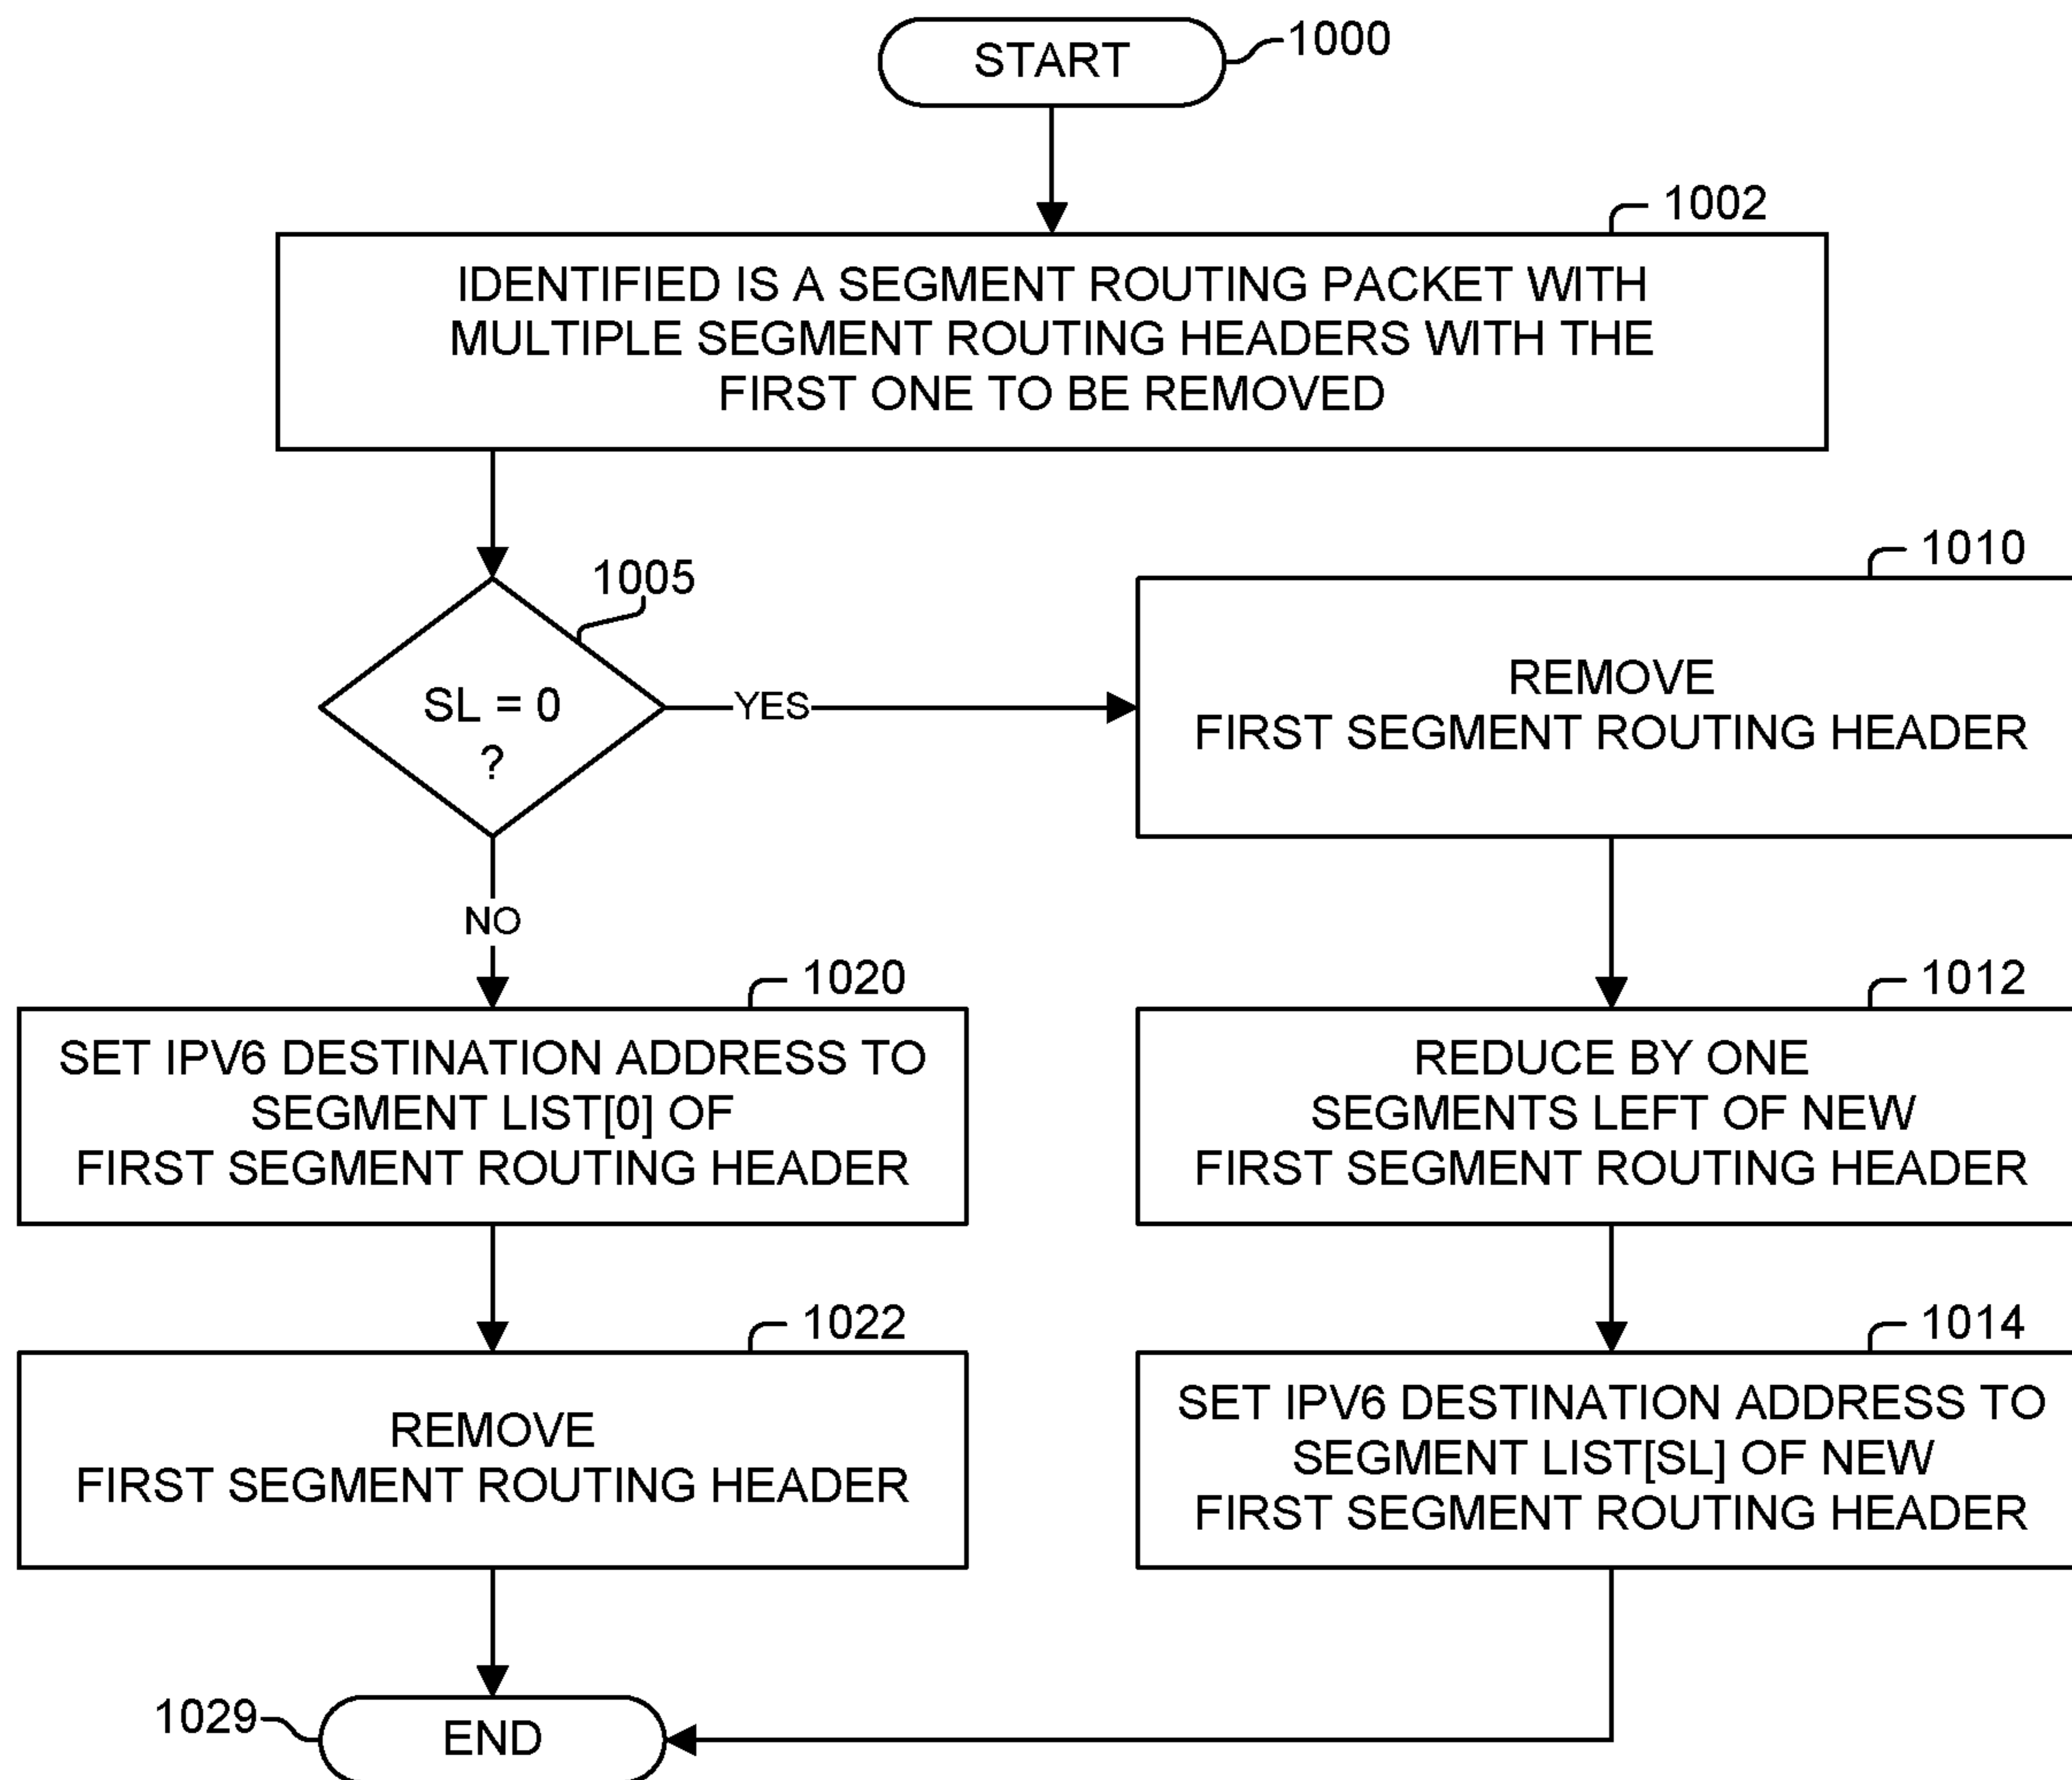 START
1000
1002
IDENTIFIED IS A SEGMENT ROUTING PACKET WITH
MULTIPLE SEGMENT ROUTING HEADERS WITH THE
FIRST ONE TO BE REMOVED
1005
SL = 0
?
YES
NO
1010
REMOVE
FIRST SEGMENT ROUTING HEADER
1020
SET IPV6 DESTINATION ADDRESS TO
SEGMENT LIST[0] OF
FIRST SEGMENT ROUTING HEADER
1012
REDUCE BY ONE
SEGMENTS LEFT OF NEW
FIRST SEGMENT ROUTING HEADER
1022
REMOVE
FIRST SEGMENT ROUTING HEADER
1014
SET IPV6 DESTINATION ADDRESS TO
SEGMENT LIST[SL] OF NEW
FIRST SEGMENT ROUTING HEADER
1029
END